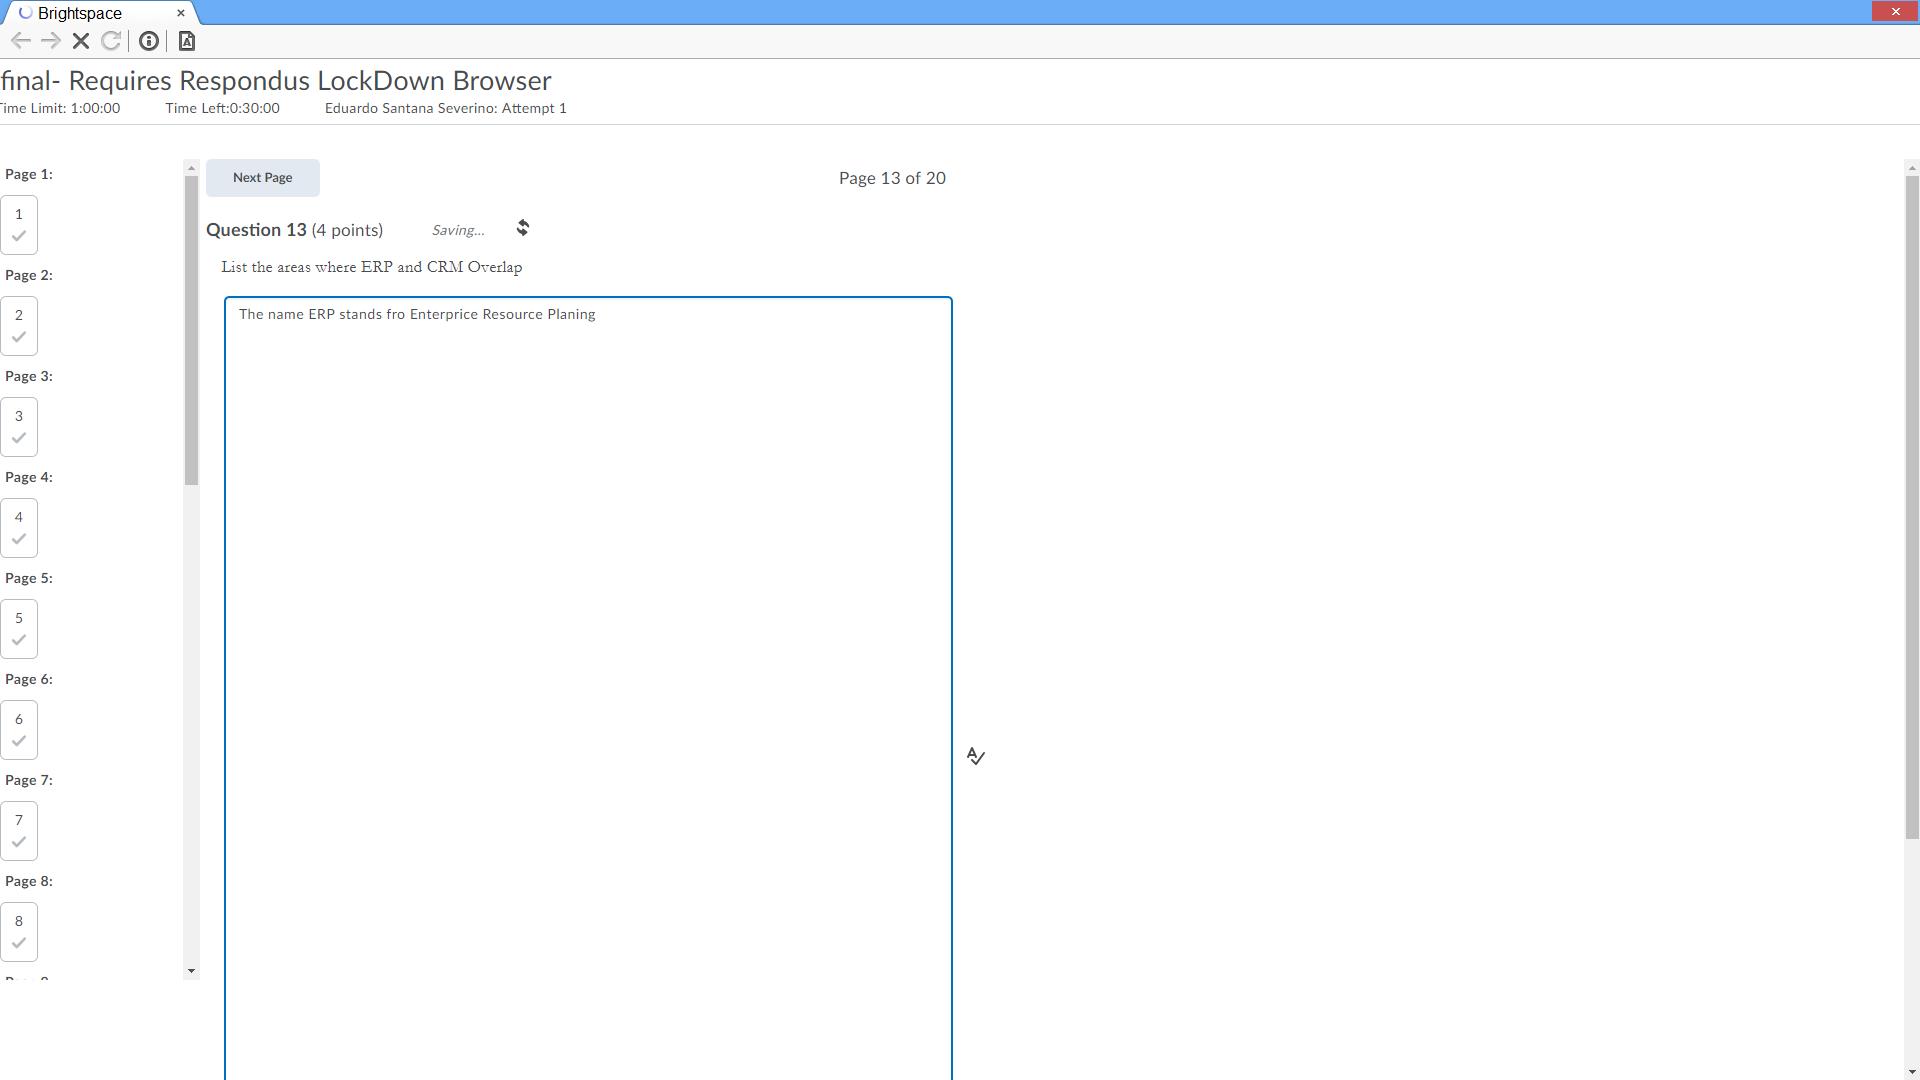 Brightspace
final- Requires Respondus LockDown Browser
Time Limit: 1:00:00 Time Left:0:30:00 Eduardo Santana Severino: Attempt 1
Page 1:
1
Page 2:
2
Page 3:
3
Page 4:
4
Page 5:
5
Page 6:
6
Page 7:
7
Page 8:
8
Next Page
Page 13 of 20
Question 13 (4 points) Saving...
List the areas where ERP and CRM Overlap
The name ERP stands fro Enterprice Resource Planing